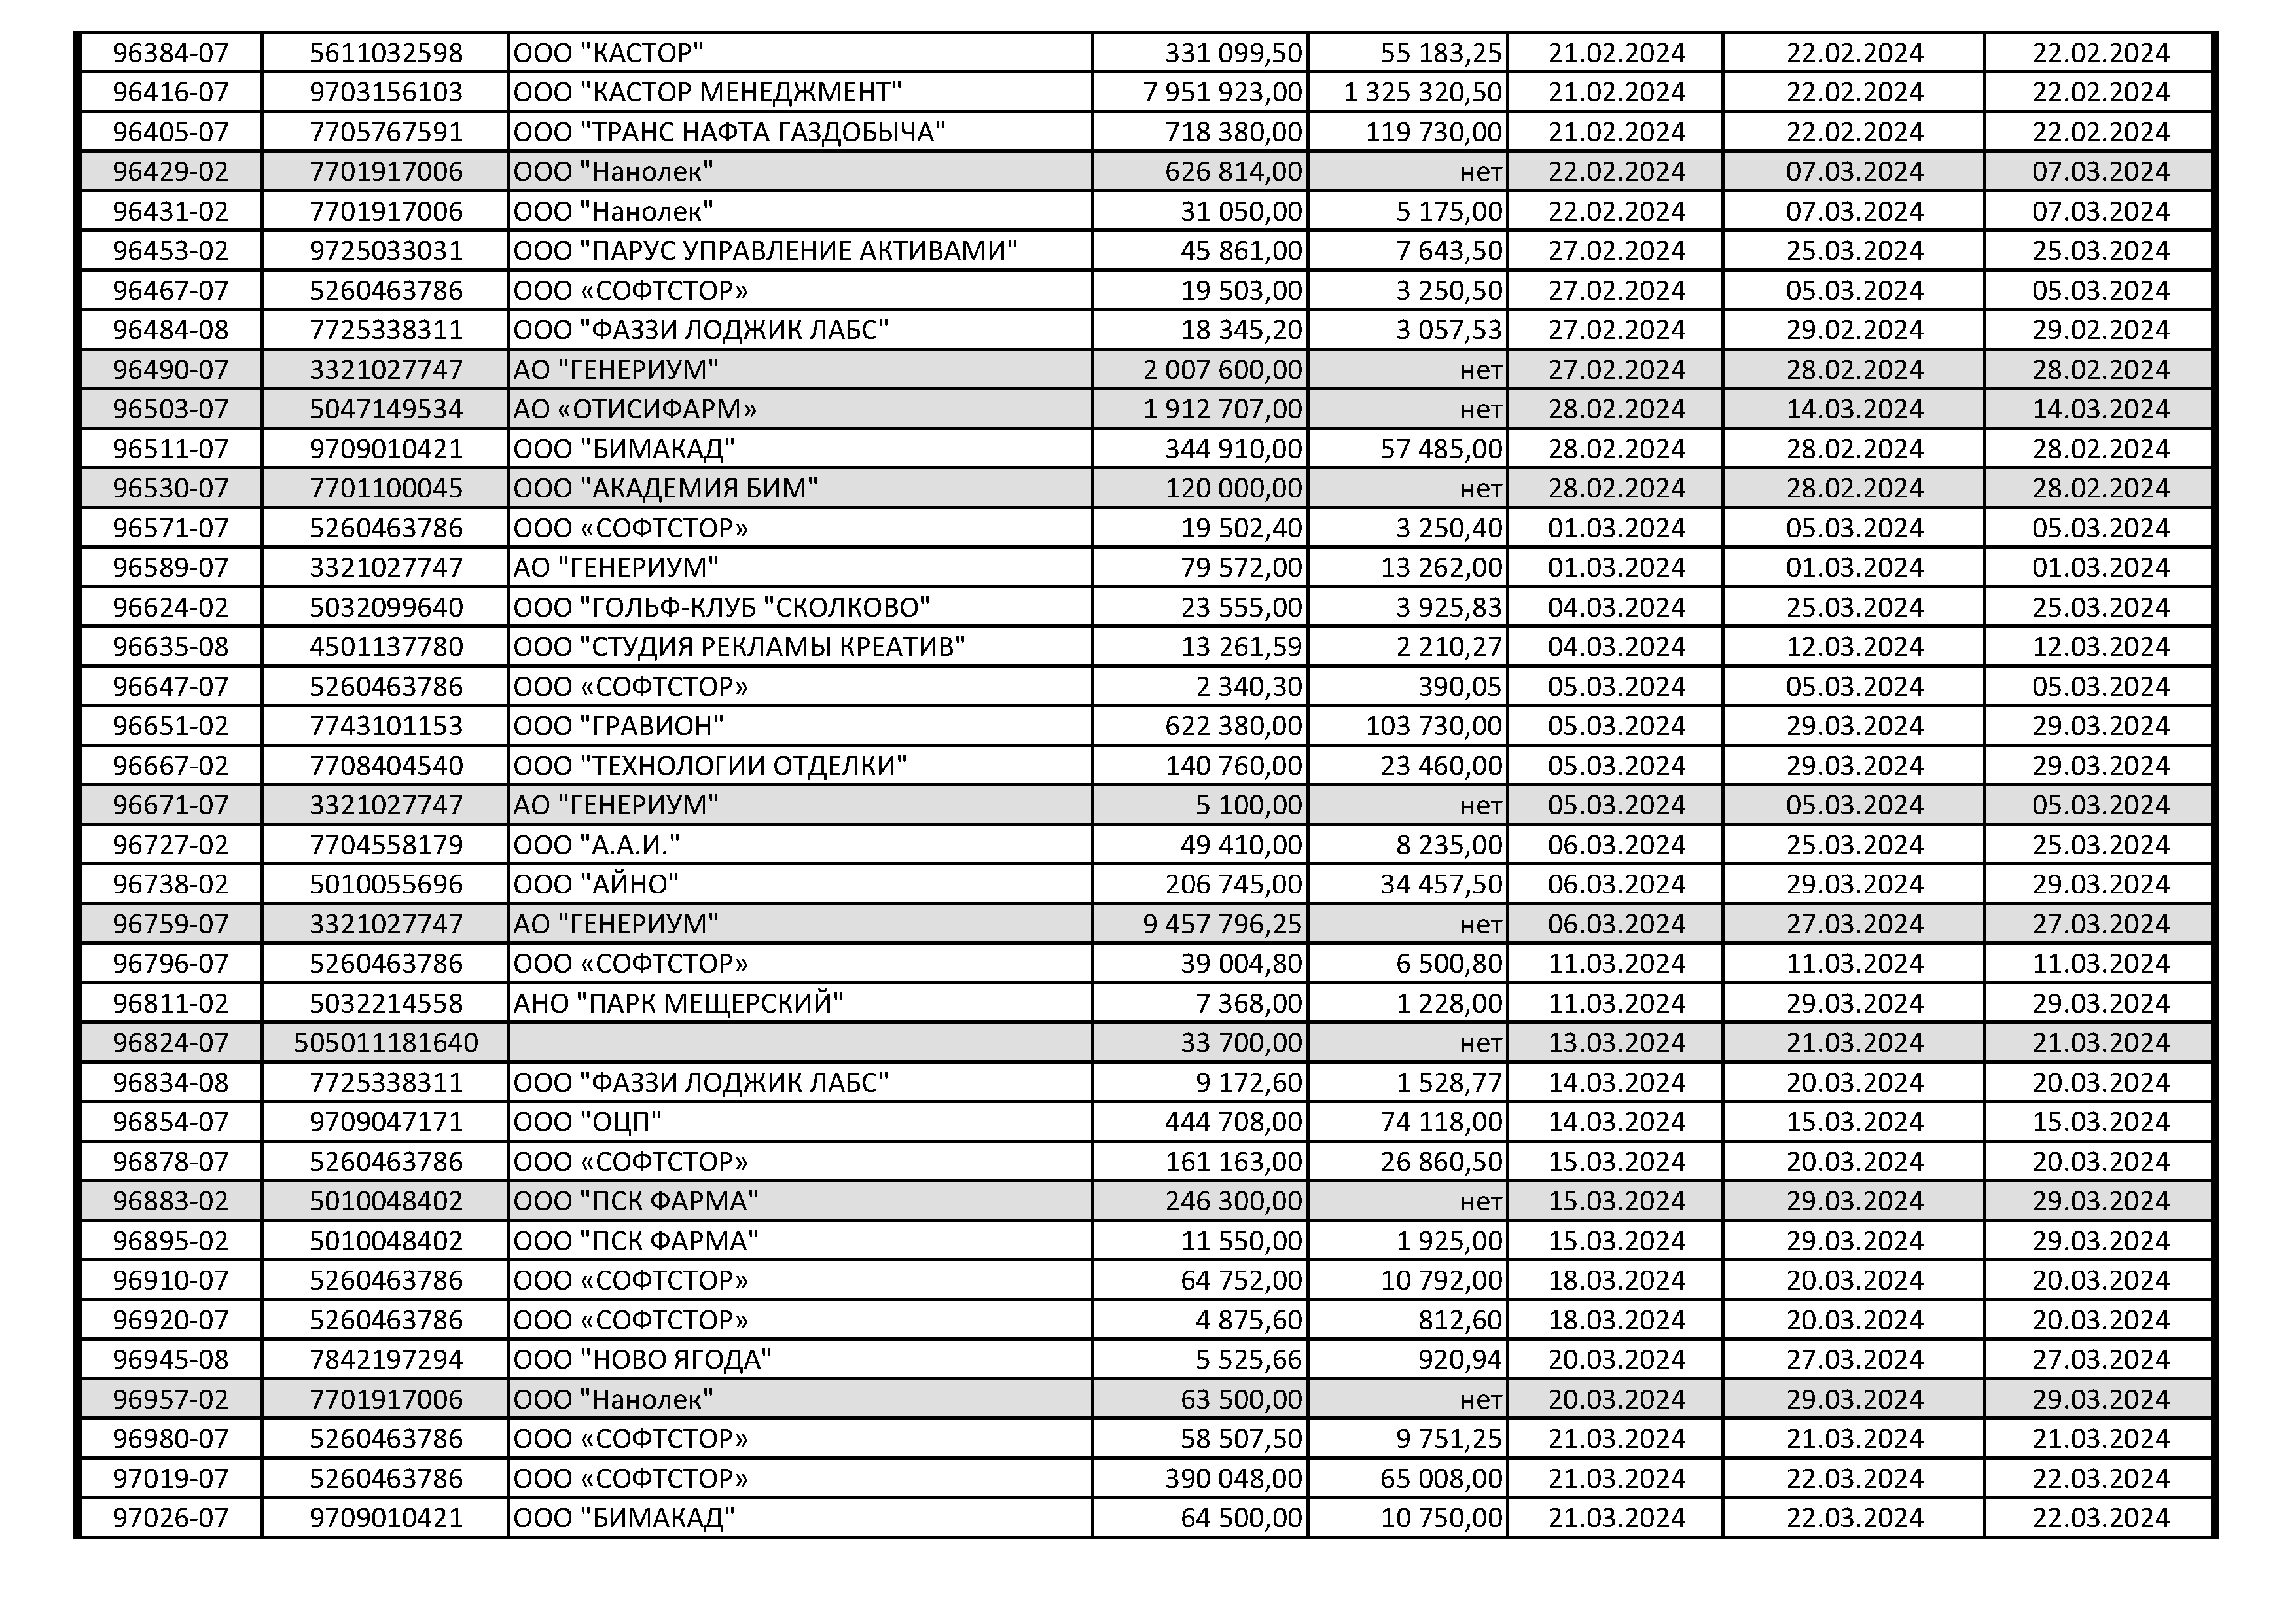 96384-07 5611032598 ООО "КАСТОР" 331 099,50 55 183,25 21.02.2024 22.02.2024 22.02.2024
96416-07 9703156103 ООО "КАСТОР МЕНЕДЖМЕНТ" 7 951 923,00 1 325 320,50 21.02.2024 22.02.2024 22.02.2024
96405-07 7705767591 ООО "ТРАНС НАФТА ГАЗДОБЫЧА" 718 380,00 119 730,00 21.02.2024 22.02.2024 22.02.2024
96429-02 7701917006 ООО "Нанолек" 626 814,00 нет 22.02.2024 07.03.2024 07.03.2024
96431-02 7701917006 ООО "Нанолек" 31 050,00 5 175,00 22.02.2024 07.03.2024 07.03.2024
96453-02 9725033031 ООО "ПАРУС УПРАВЛЕНИЕ АКТИВАМИ" 45 861,00 7 643,50 27.02.2024 25.03.2024 25.03.2024
96467-07 5260463786 ООО «СОФТСТОР» 19 503,00 3 250,50 27.02.2024 05.03.2024 05.03.2024
96484-08 7725338311 ООО "ФАЗЗИ ЛОДЖИК ЛАБС" 18 345,20 3 057,53 27.02.2024 29.02.2024 29.02.2024
96490-07 3321027747 АО "ГЕНЕРИУМ" 2 007 600,00 нет 27.02.2024 28.02.2024 28.02.2024
96503-07 5047149534 АО «ОТИСИФАРМ» 1 912 707,00 нет 28.02.2024 14.03.2024 14.03.2024
96511-07 9709010421 ООО "БИМАКАД" 344 910,00 57 485,00 28.02.2024 28.02.2024 28.02.2024
96530-07 7701100045 ООО "АКАДЕМИЯ БИМ" 120 000,00 нет 28.02.2024 28.02.2024 28.02.2024
96571-07 5260463786 ООО «СОФТСТОР» 19 502,40 3 250,40 01.03.2024 05.03.2024 05.03.2024
96589-07 3321027747 АО "ГЕНЕРИУМ" 79 572,00 13 262,00 01.03.2024 01.03.2024 01.03.2024
96624-02 5032099640 ООО "ГОЛЬФ-КЛУБ "СКОЛКОВО" 23 555,00 3 925,83 04.03.2024 25.03.2024 25.03.2024
96635-08 4501137780 ООО "СТУДИЯ РЕКЛАМЫ КРЕАТИВ" 13 261,59 2 210,27 04.03.2024 12.03.2024 12.03.2024
96647-07 5260463786 ООО «СОФТСТОР» 2 340,30 390,05 05.03.2024 05.03.2024 05.03.2024
96651-02 7743101153 ООО "ГРАВИОН" 622 380,00 103 730,00 05.03.2024 29.03.2024 29.03.2024
96667-02 7708404540 ООО "ТЕХНОЛОГИИ ОТДЕЛКИ" 140 760,00 23 460,00 05.03.2024 29.03.2024 29.03.2024
96671-07 3321027747 АО "ГЕНЕРИУМ" 5 100,00 нет 05.03.2024 05.03.2024 05.03.2024
96727-02 7704558179 ООО "А.А.И." 49 410,00 8 235,00 06.03.2024 25.03.2024 25.03.2024
96738-02 5010055696 ООО "АЙНО" 206 745,00 34 457,50 06.03.2024 29.03.2024 29.03.2024
96759-07 3321027747 АО "ГЕНЕРИУМ" 9 457 796,25 нет 06.03.2024 27.03.2024 27.03.2024
96796-07 5260463786 ООО «СОФТСТОР» 39 004,80 6 500,80 11.03.2024 11.03.2024 11.03.2024
96811-02 5032214558 АНО "ПАРК МЕЩЕРСКИЙ" 7 368,00 1 228,00 11.03.2024 29.03.2024 29.03.2024
96824-07 505011181640 33 700,00 нет 13.03.2024 21.03.2024 21.03.2024
96834-08 7725338311 ООО "ФАЗЗИ ЛОДЖИК ЛАБС" 9 172,60 1 528,77 14.03.2024 20.03.2024 20.03.2024
96854-07 9709047171 ООО "ОЦП" 444 708,00 74 118,00 14.03.2024 15.03.2024 15.03.2024
96878-07 5260463786 ООО «СОФТСТОР» 161 163,00 26 860,50 15.03.2024 20.03.2024 20.03.2024
96883-02 5010048402 ООО "ПСК ФАРМА" 246 300,00 нет 15.03.2024 29.03.2024 29.03.2024
96895-02 5010048402 ООО "ПСК ФАРМА" 11 550,00 1 925,00 15.03.2024 29.03.2024 29.03.2024
96910-07 5260463786 ООО «СОФТСТОР» 64 752,00 10 792,00 18.03.2024 20.03.2024 20.03.2024
96920-07 5260463786 ООО «СОФТСТОР» 4 875,60 812,60 18.03.2024 20.03.2024 20.03.2024
96945-08 7842197294 ООО "НОВО ЯГОДА" 5 525,66 920,94 20.03.2024 27.03.2024 27.03.2024
96957-02 7701917006 ООО "Нанолек" 63 500,00 нет 20.03.2024 29.03.2024 29.03.2024
96980-07 5260463786 ООО «СОФТСТОР» 58 507,50 9 751,25 21.03.2024 21.03.2024 21.03.2024
97019-07 5260463786 ООО «СОФТСТОР» 390 048,00 65 008,00 21.03.2024 22.03.2024 22.03.2024
97026-07 9709010421 ООО "БИМАКАД" 64 500,00 10 750,00 21.03.2024 22.03.2024 22.03.2024